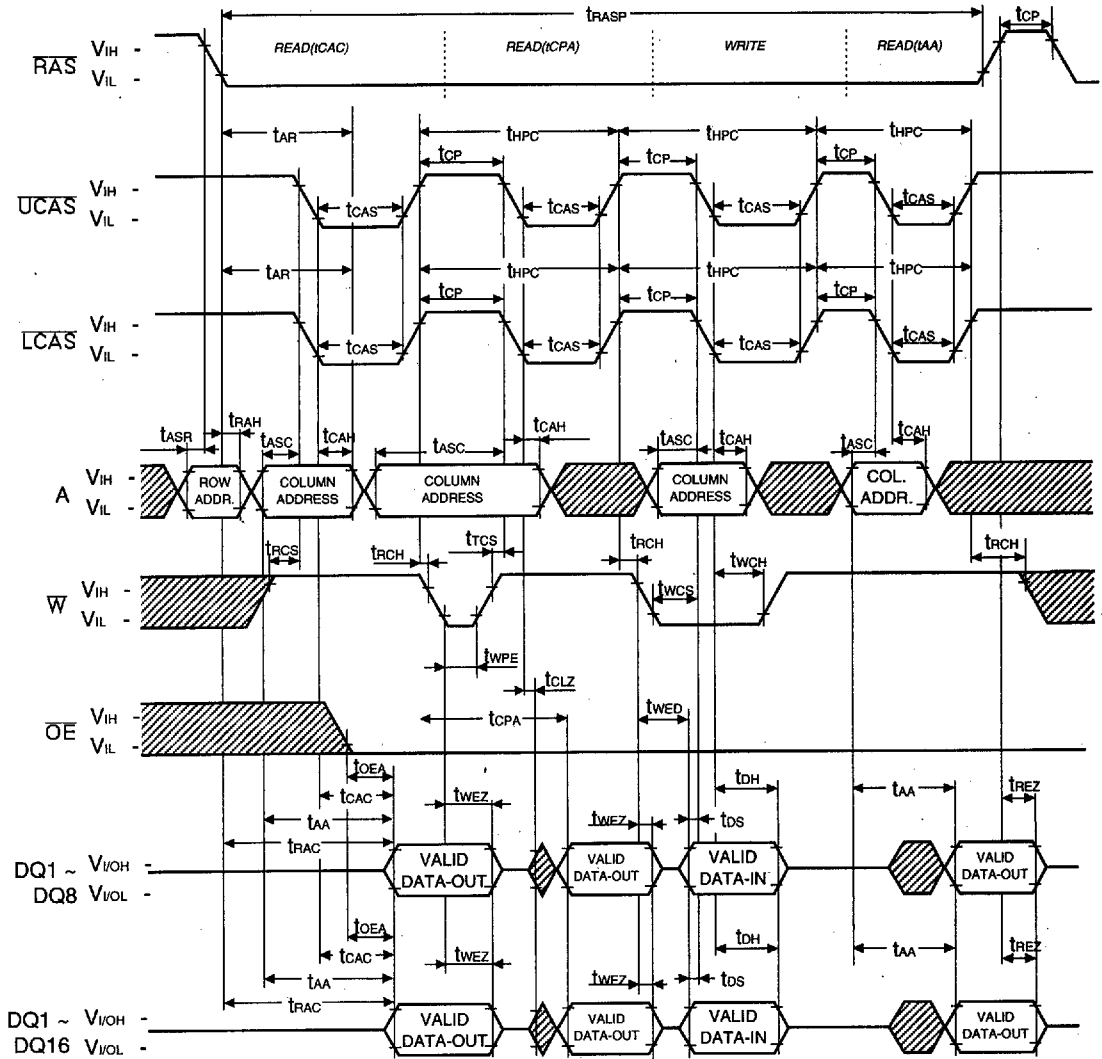 tRASP
tCP
READ(tCAC) READ(tCPA) WRITE READ(tAA)
RAS VIH -
VIL -
tAR tHPC tHPC tHPC
tCP tCP tCP
UCAS VIH -
VIL -
tCAS tCAS tCAS tCAS
tAR tHPC tHPC tHPC
tCP tCP tCP
LCAS VIH -
VIL -
tCAS tCAS tCAS tCAS
tASR tRAH tASC tCAH tASC tCAH tASC tCAH tASC tCAH
A VIH -
VIL -
ROW ADDR.
COLUMN ADDRESS
COLUMN ADDRESS
COLUMN ADDRESS
COL. ADDR.
tRCS tRCH tTCS tRCH tWCH tRCH
W VIH -
VIL -
tWCS
tWPE
tCLZ
OE VIH -
VIL -
tCPA tWED
tOEA
tCAC tWEZ tDH
tAA tWEZ tDS tAA tREZ
tRAC
DQ1 ~ VI/OH -
DQ8 VI/OL -
VALID DATA-OUT
VALID DATA-OUT
VALID DATA-IN
VALID DATA-OUT
tOEA
tCAC tWEZ tDH
tAA tWEZ tDS tAA tREZ
tRAC
DQ1 ~ VI/OH -
DQ16 VI/OL -
VALID DATA-OUT
VALID DATA-OUT
VALID DATA-IN
VALID DATA-OUT